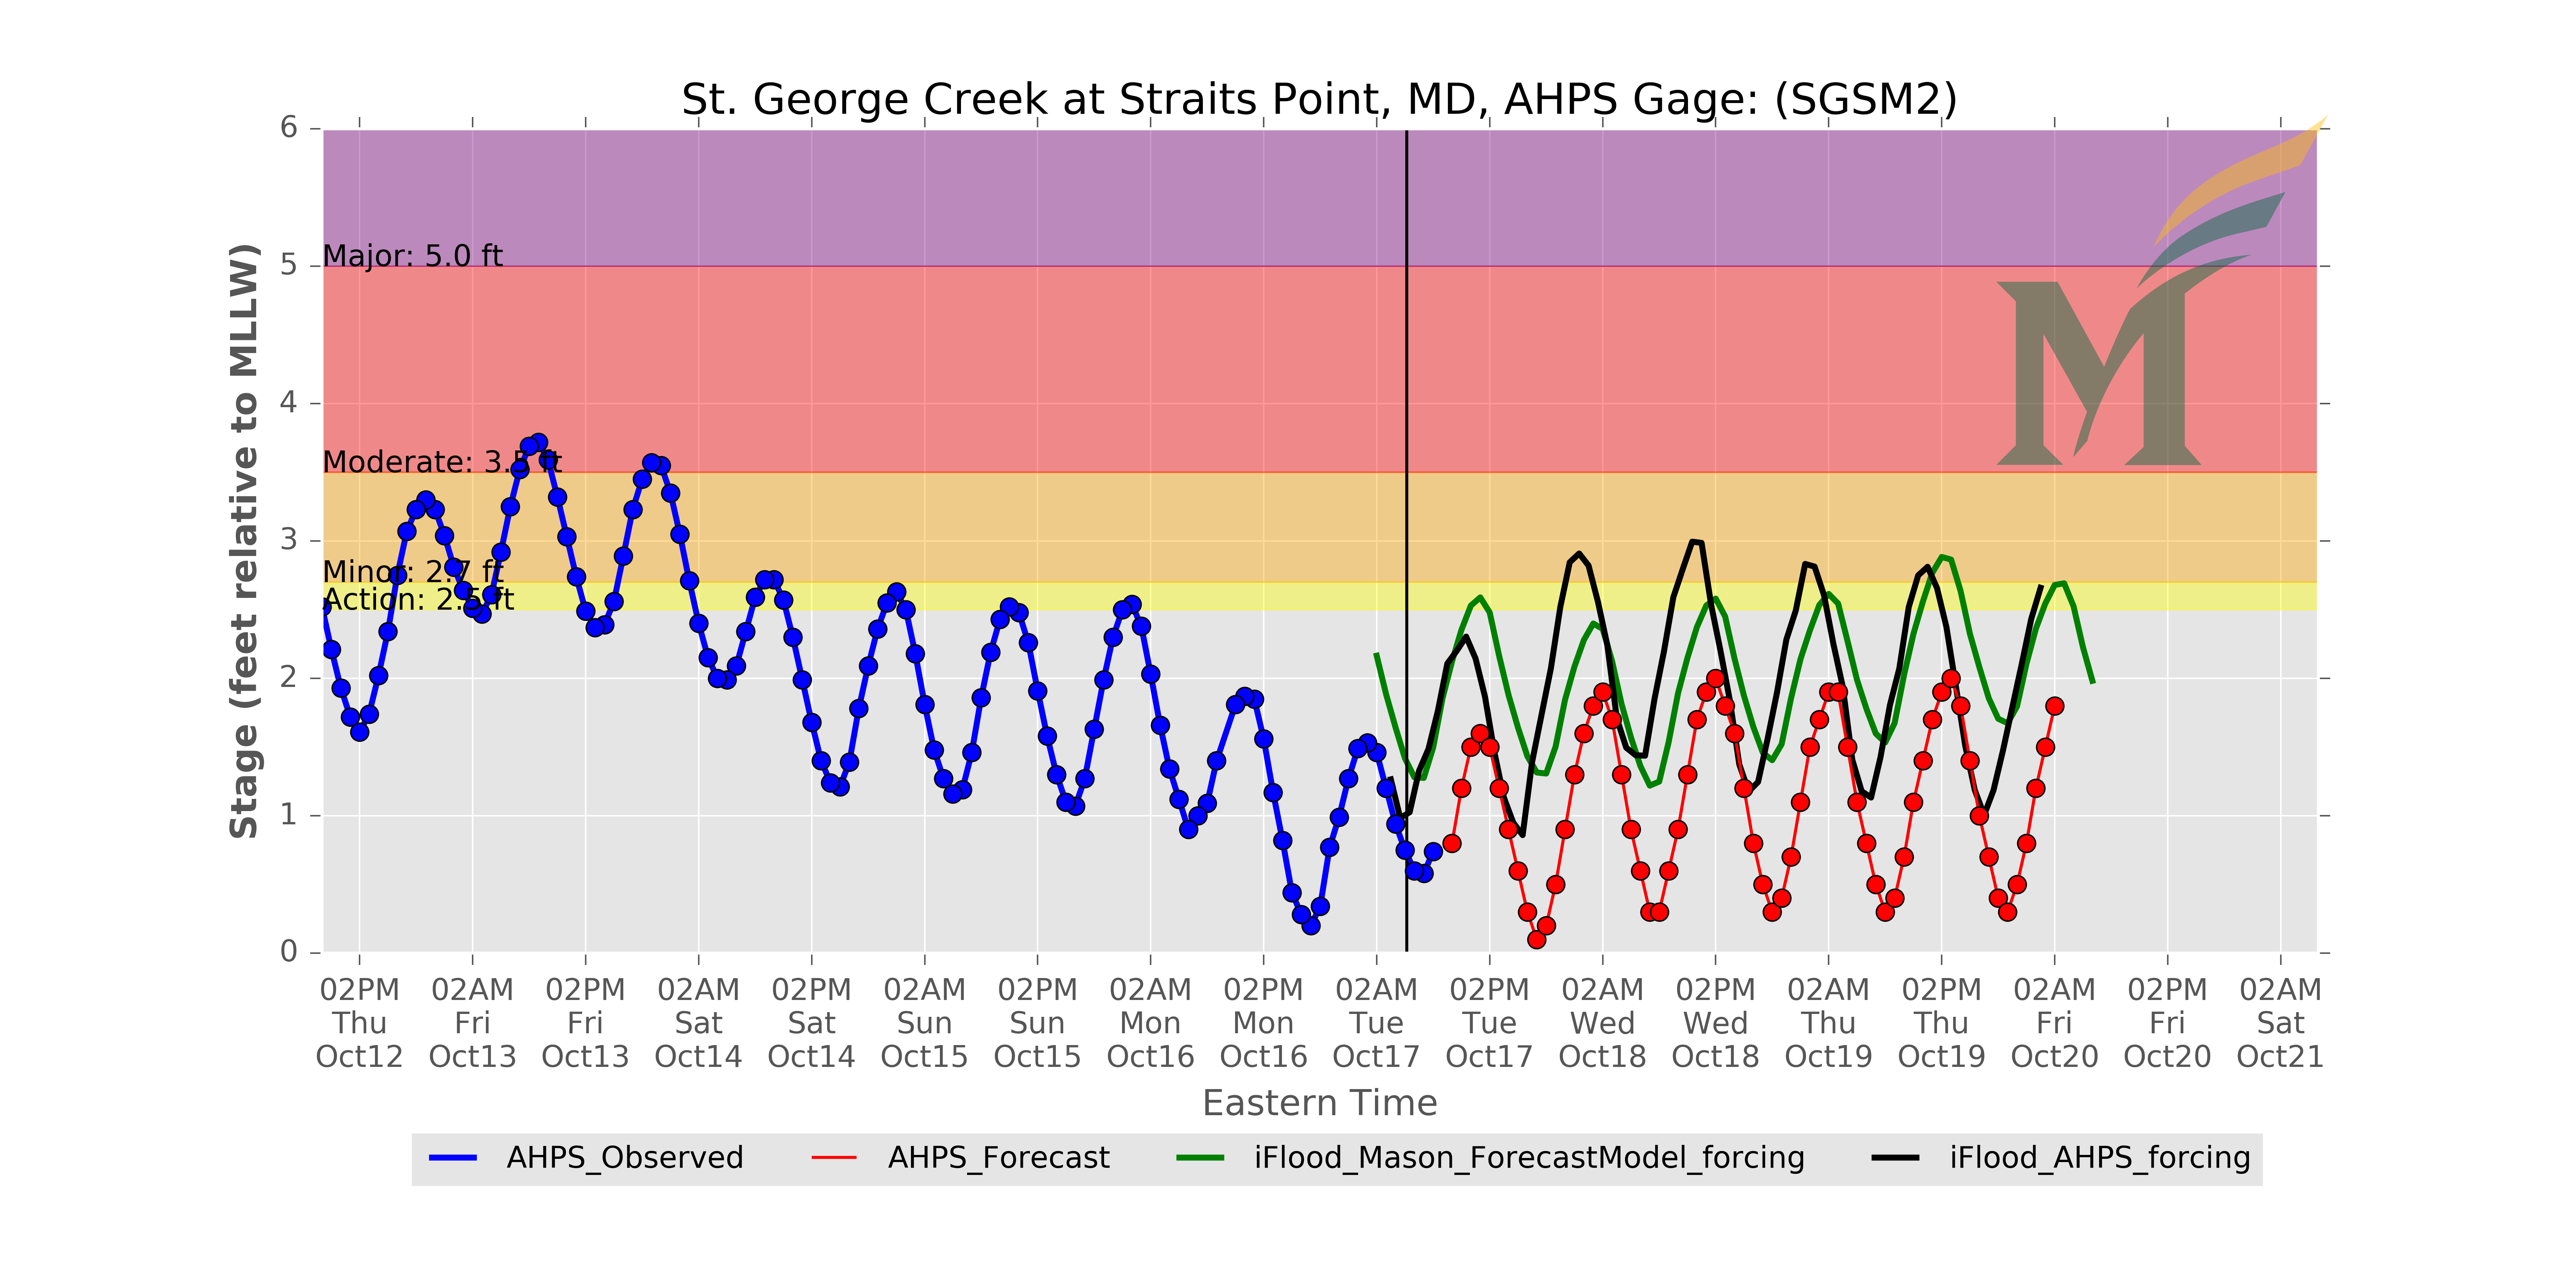 St. George Creek at Straits Point, MD, AHPS Gage: (SGSM2)
Stage (feet relative to MLLW)
6
5
4
3
2
1
0
Major: 5.0 ft
Moderate: 3.5 ft
Minor: 2.7 ft
Action: 2.5 ft
02PM 02AM 02PM 02AM 02PM 02AM 02PM 02AM 02PM 02AM 02PM 02AM 02PM 02AM 02PM 02AM 02PM 02AM
Thu Fri Fri Sat Sat Sun Sun Mon Mon Tue Tue Wed Wed Thu Thu Fri Fri Sat
Oct12 Oct13 Oct13 Oct14 Oct14 Oct15 Oct15 Oct16 Oct16 Oct17 Oct17 Oct18 Oct18 Oct19 Oct19 Oct20 Oct20 Oct21
Eastern Time
AHPS_Observed AHPS_Forecast iFlood_Mason_ForecastModel_forcing iFlood_AHPS_forcing
M